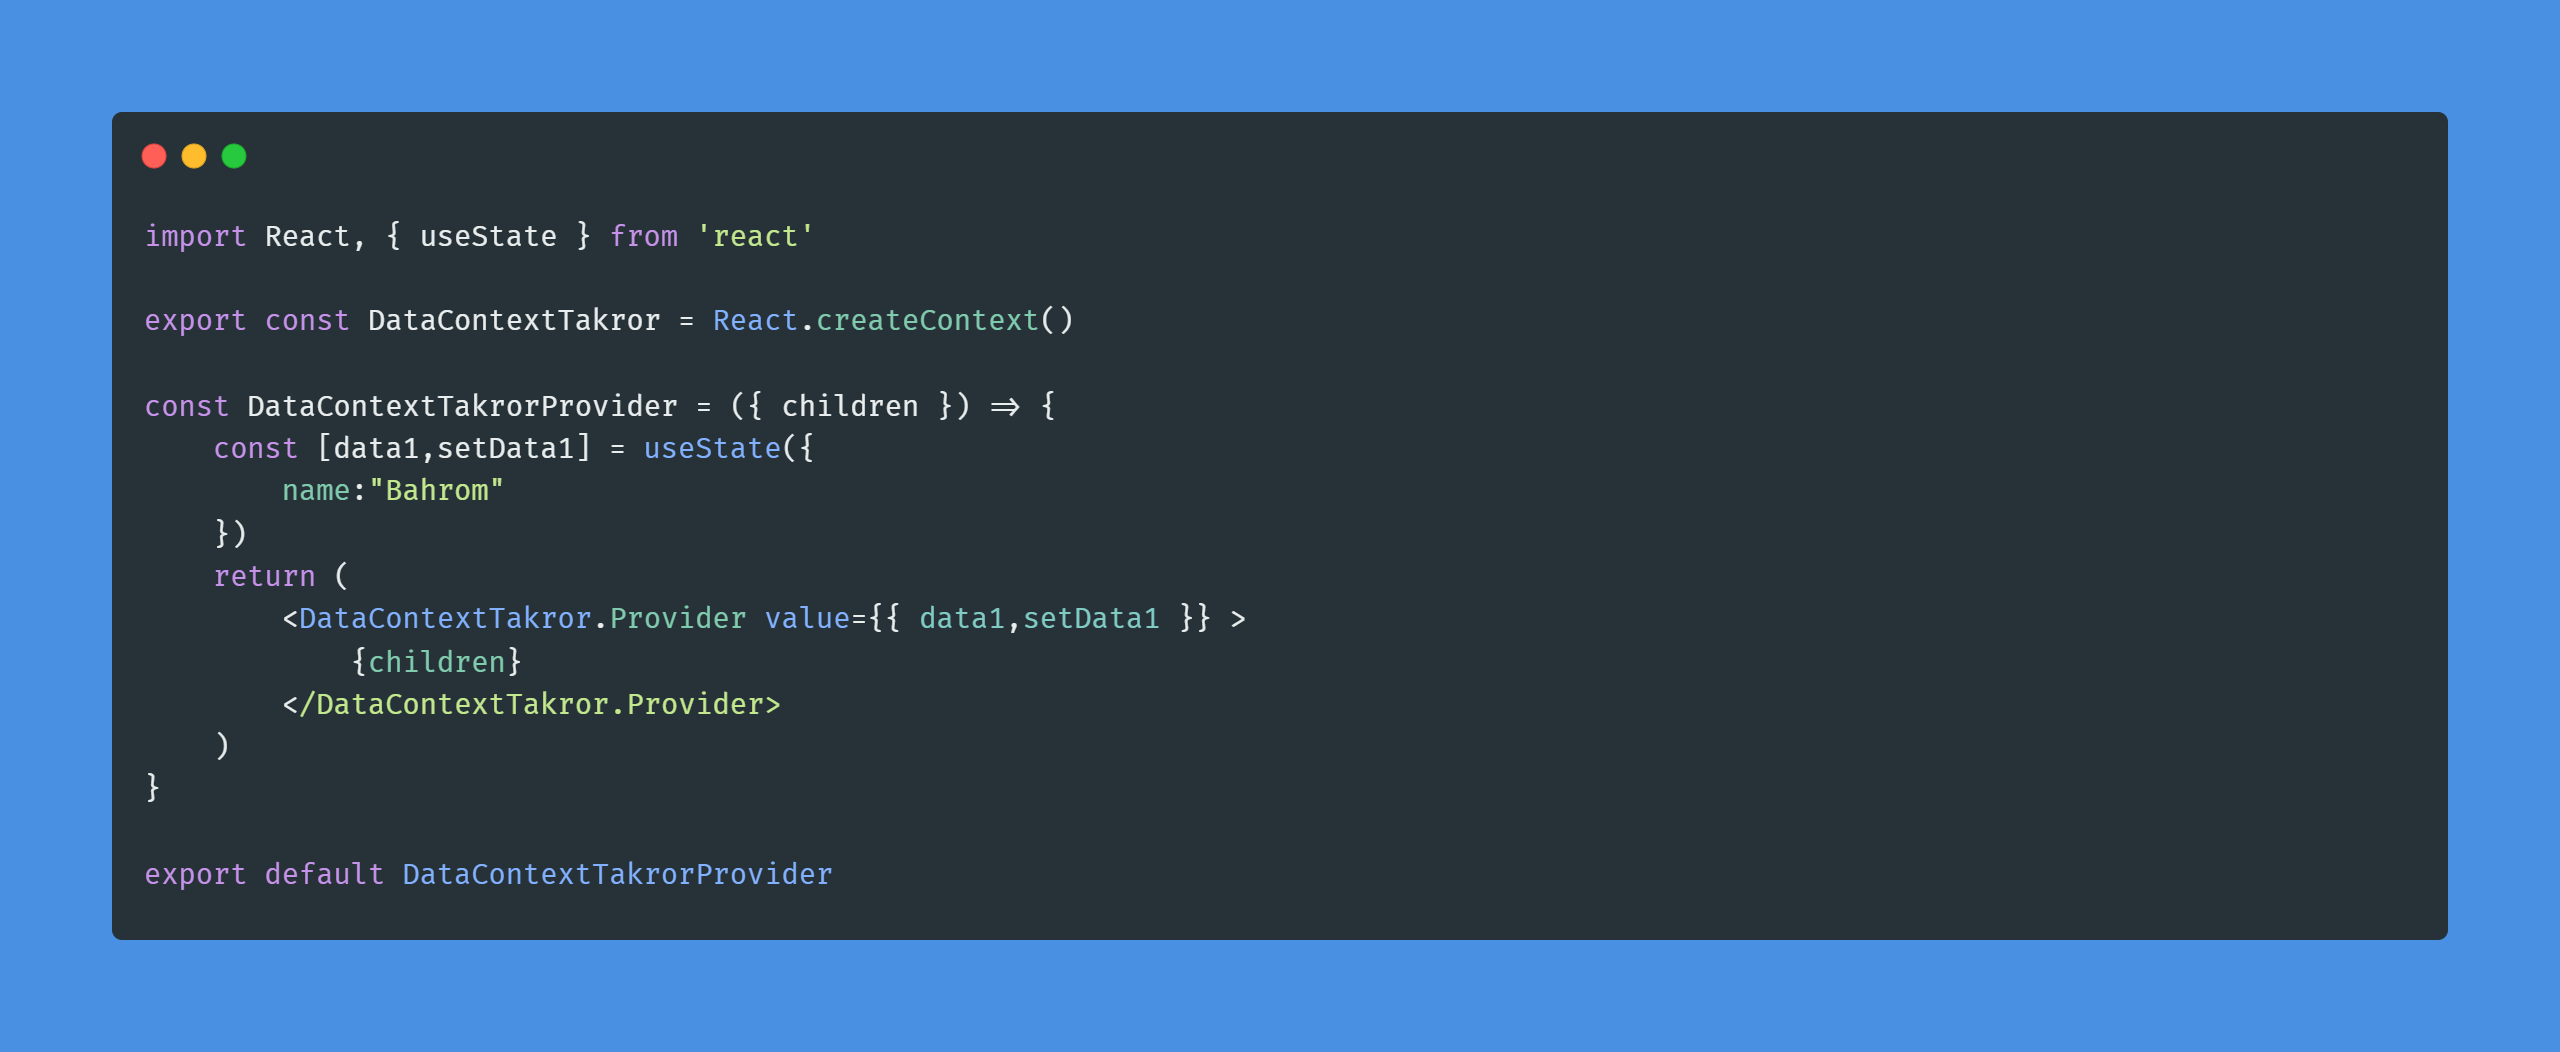 import React, { useState } from 'react'

export const DataContextTakror = React.createContext()

const DataContextTakrorProvider = ({ children }) => {
    const [data1,setData1] = useState({
        name:"Bahrom"
    })
    return (
        <DataContextTakror.Provider value={{ data1,setData1 }} >
            {children}
        </DataContextTakror.Provider>
    )
}

export default DataContextTakrorProvider